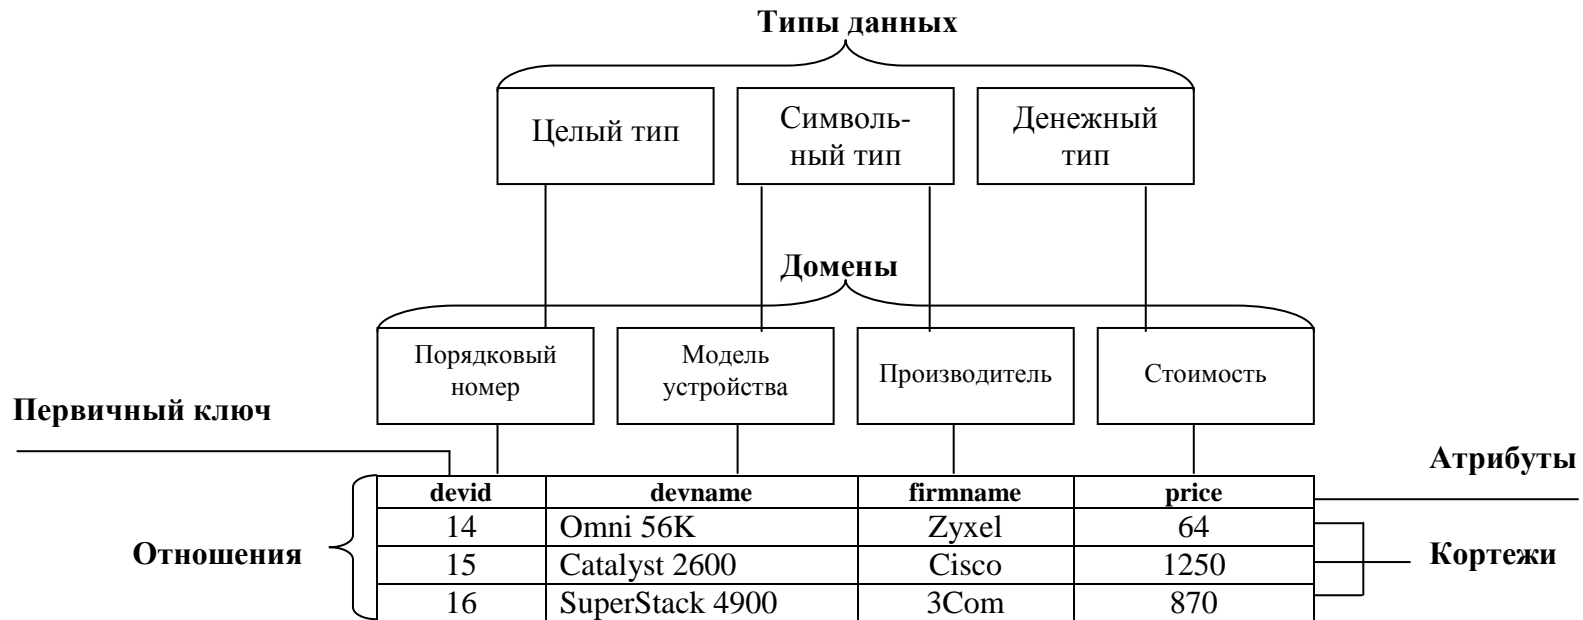 Типы данных
Целый тип
Символь-
ный тип
Денежный
тип
Домены
Порядковый
номер
Модель
устройства
Производитель
Стоимость
Первичный ключ
Атрибуты
devid devname firmname price
14 Omni 56K Zyxel 64
Отношения
15 Catalyst 2600 Cisco 1250
Кортежи
16 SuperStack 4900 3Com 870